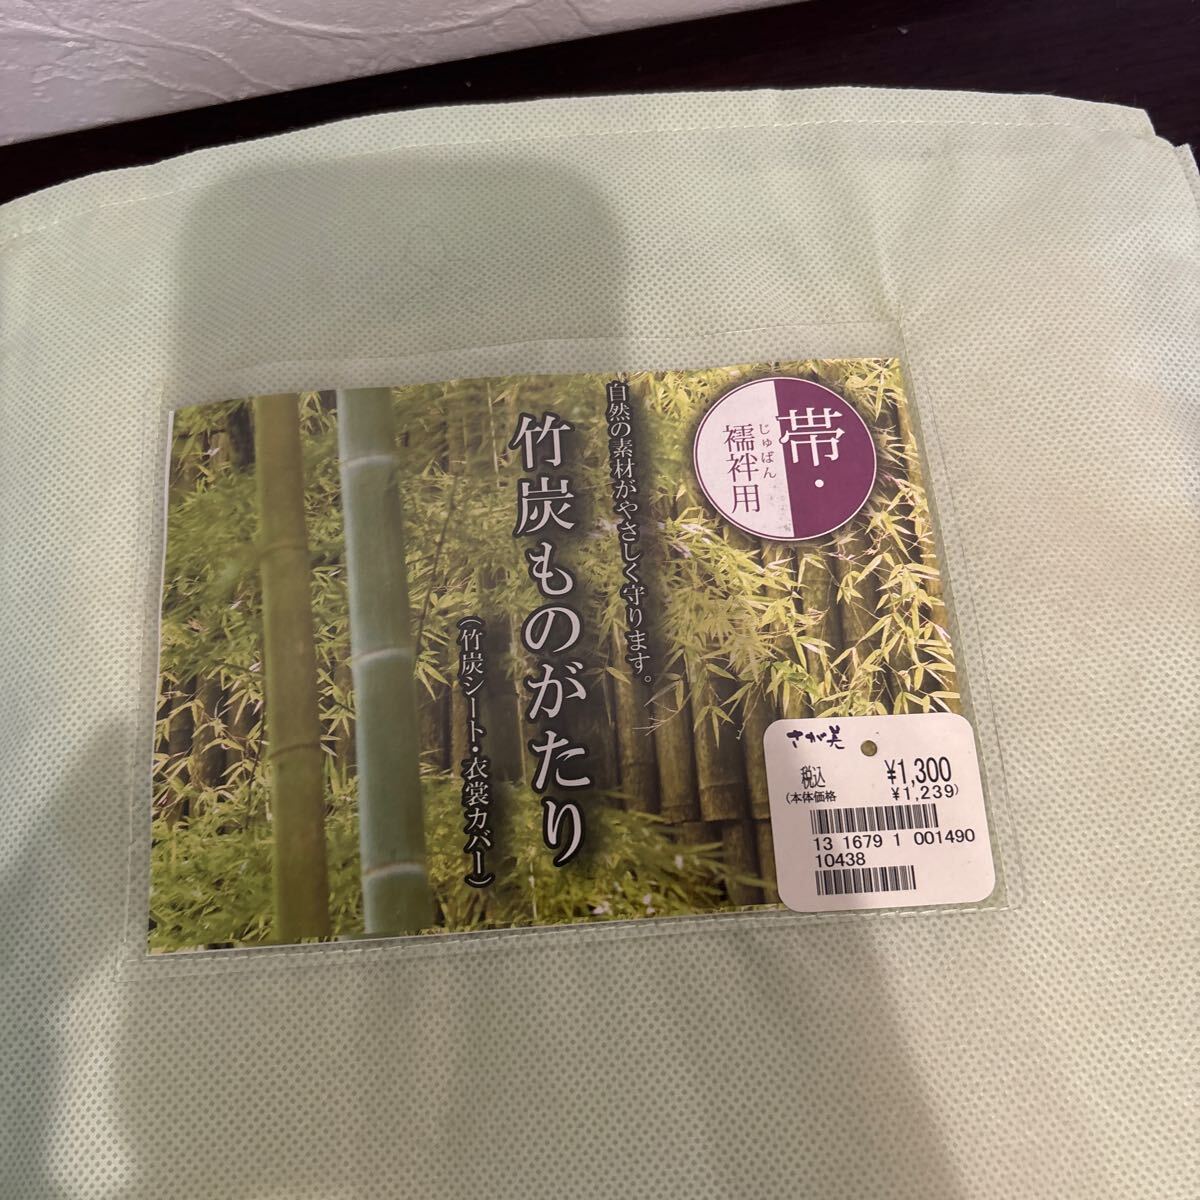 帯・
じゅばん
襦袢用
自然の素材がやさしく守ります。
竹炭ものがたり
（竹炭シート・衣裳カバー）
さが美
税込 ¥1,300
(本体価格 ¥1,239)
13 1679 1 001490
10438